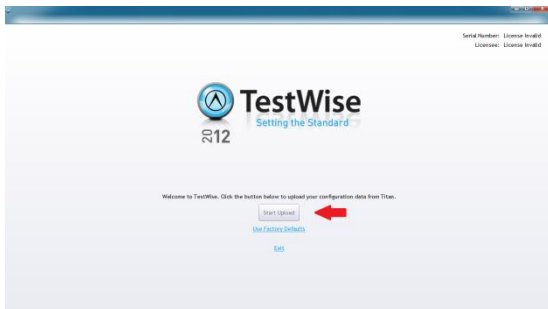 Serial Number: License Invalid
Licensee: License Invalid
TestWise
Setting the Standard
2012
Welcome to TestWise. Click the button below to upload your configuration data from Titan.
Start Upload
Use Factory Defaults
Exit